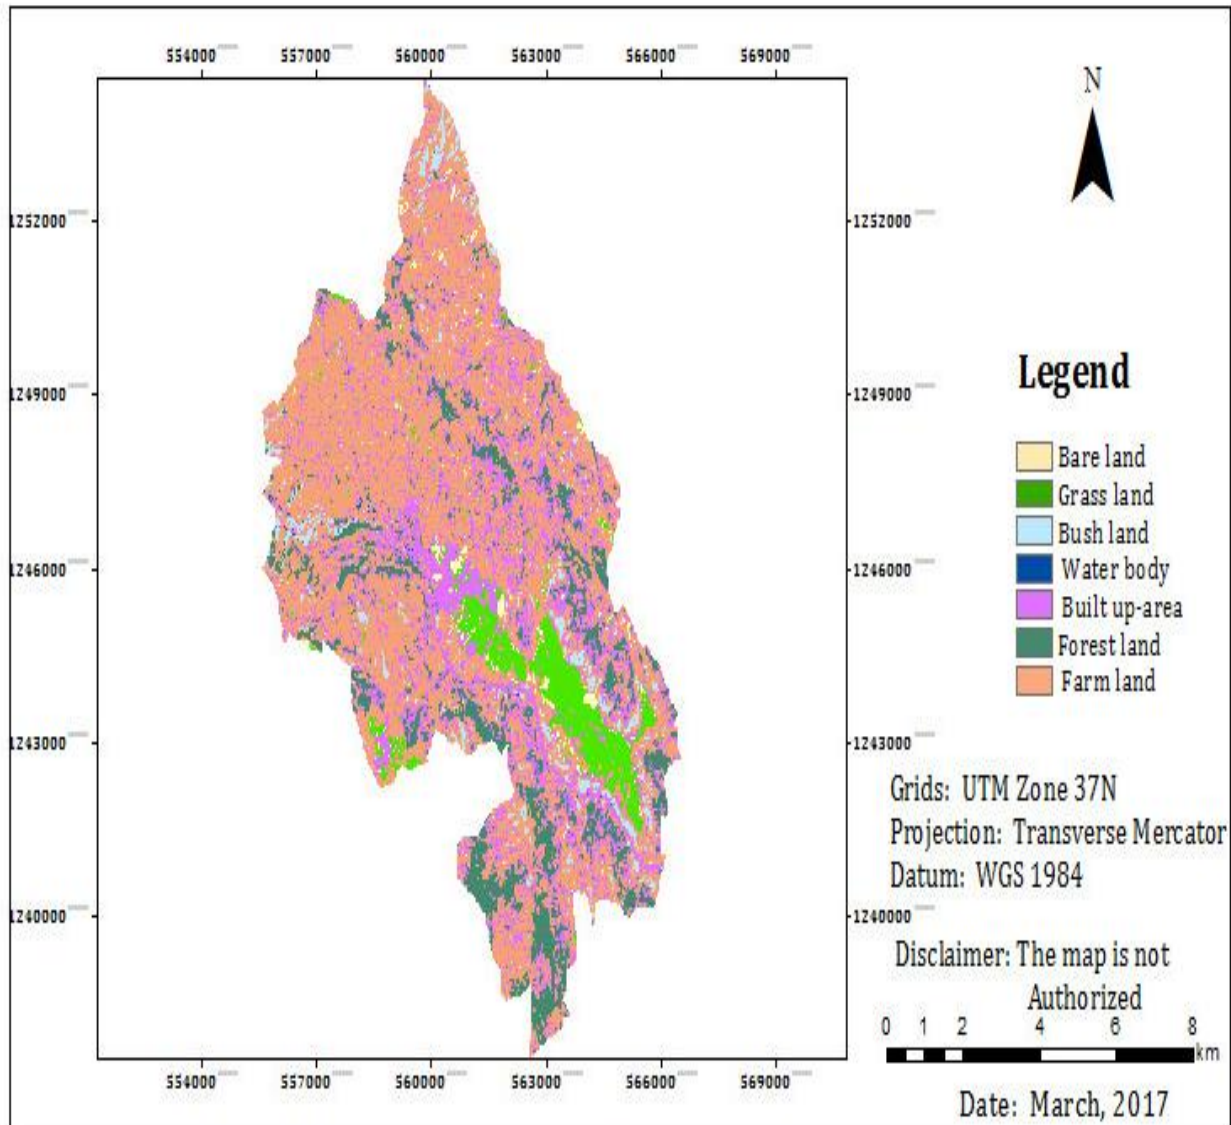 554000 557000 560000 563000 566000 569000
N
1252000 1252000
1249000 1249000
Legend
Bare land
Grass land
Bush land
Water body
Built up-area
Forest land
Farm land
1246000 1246000
1243000 1243000
Grids: UTM Zone 37N
Projection: Transverse Mercator
Datum: WGS 1984
1240000 1240000
Disclaimer: The map is not
Authorized
0 1 2 4 6 8
km
554000 557000 560000 563000 566000 569000
Date: March, 2017